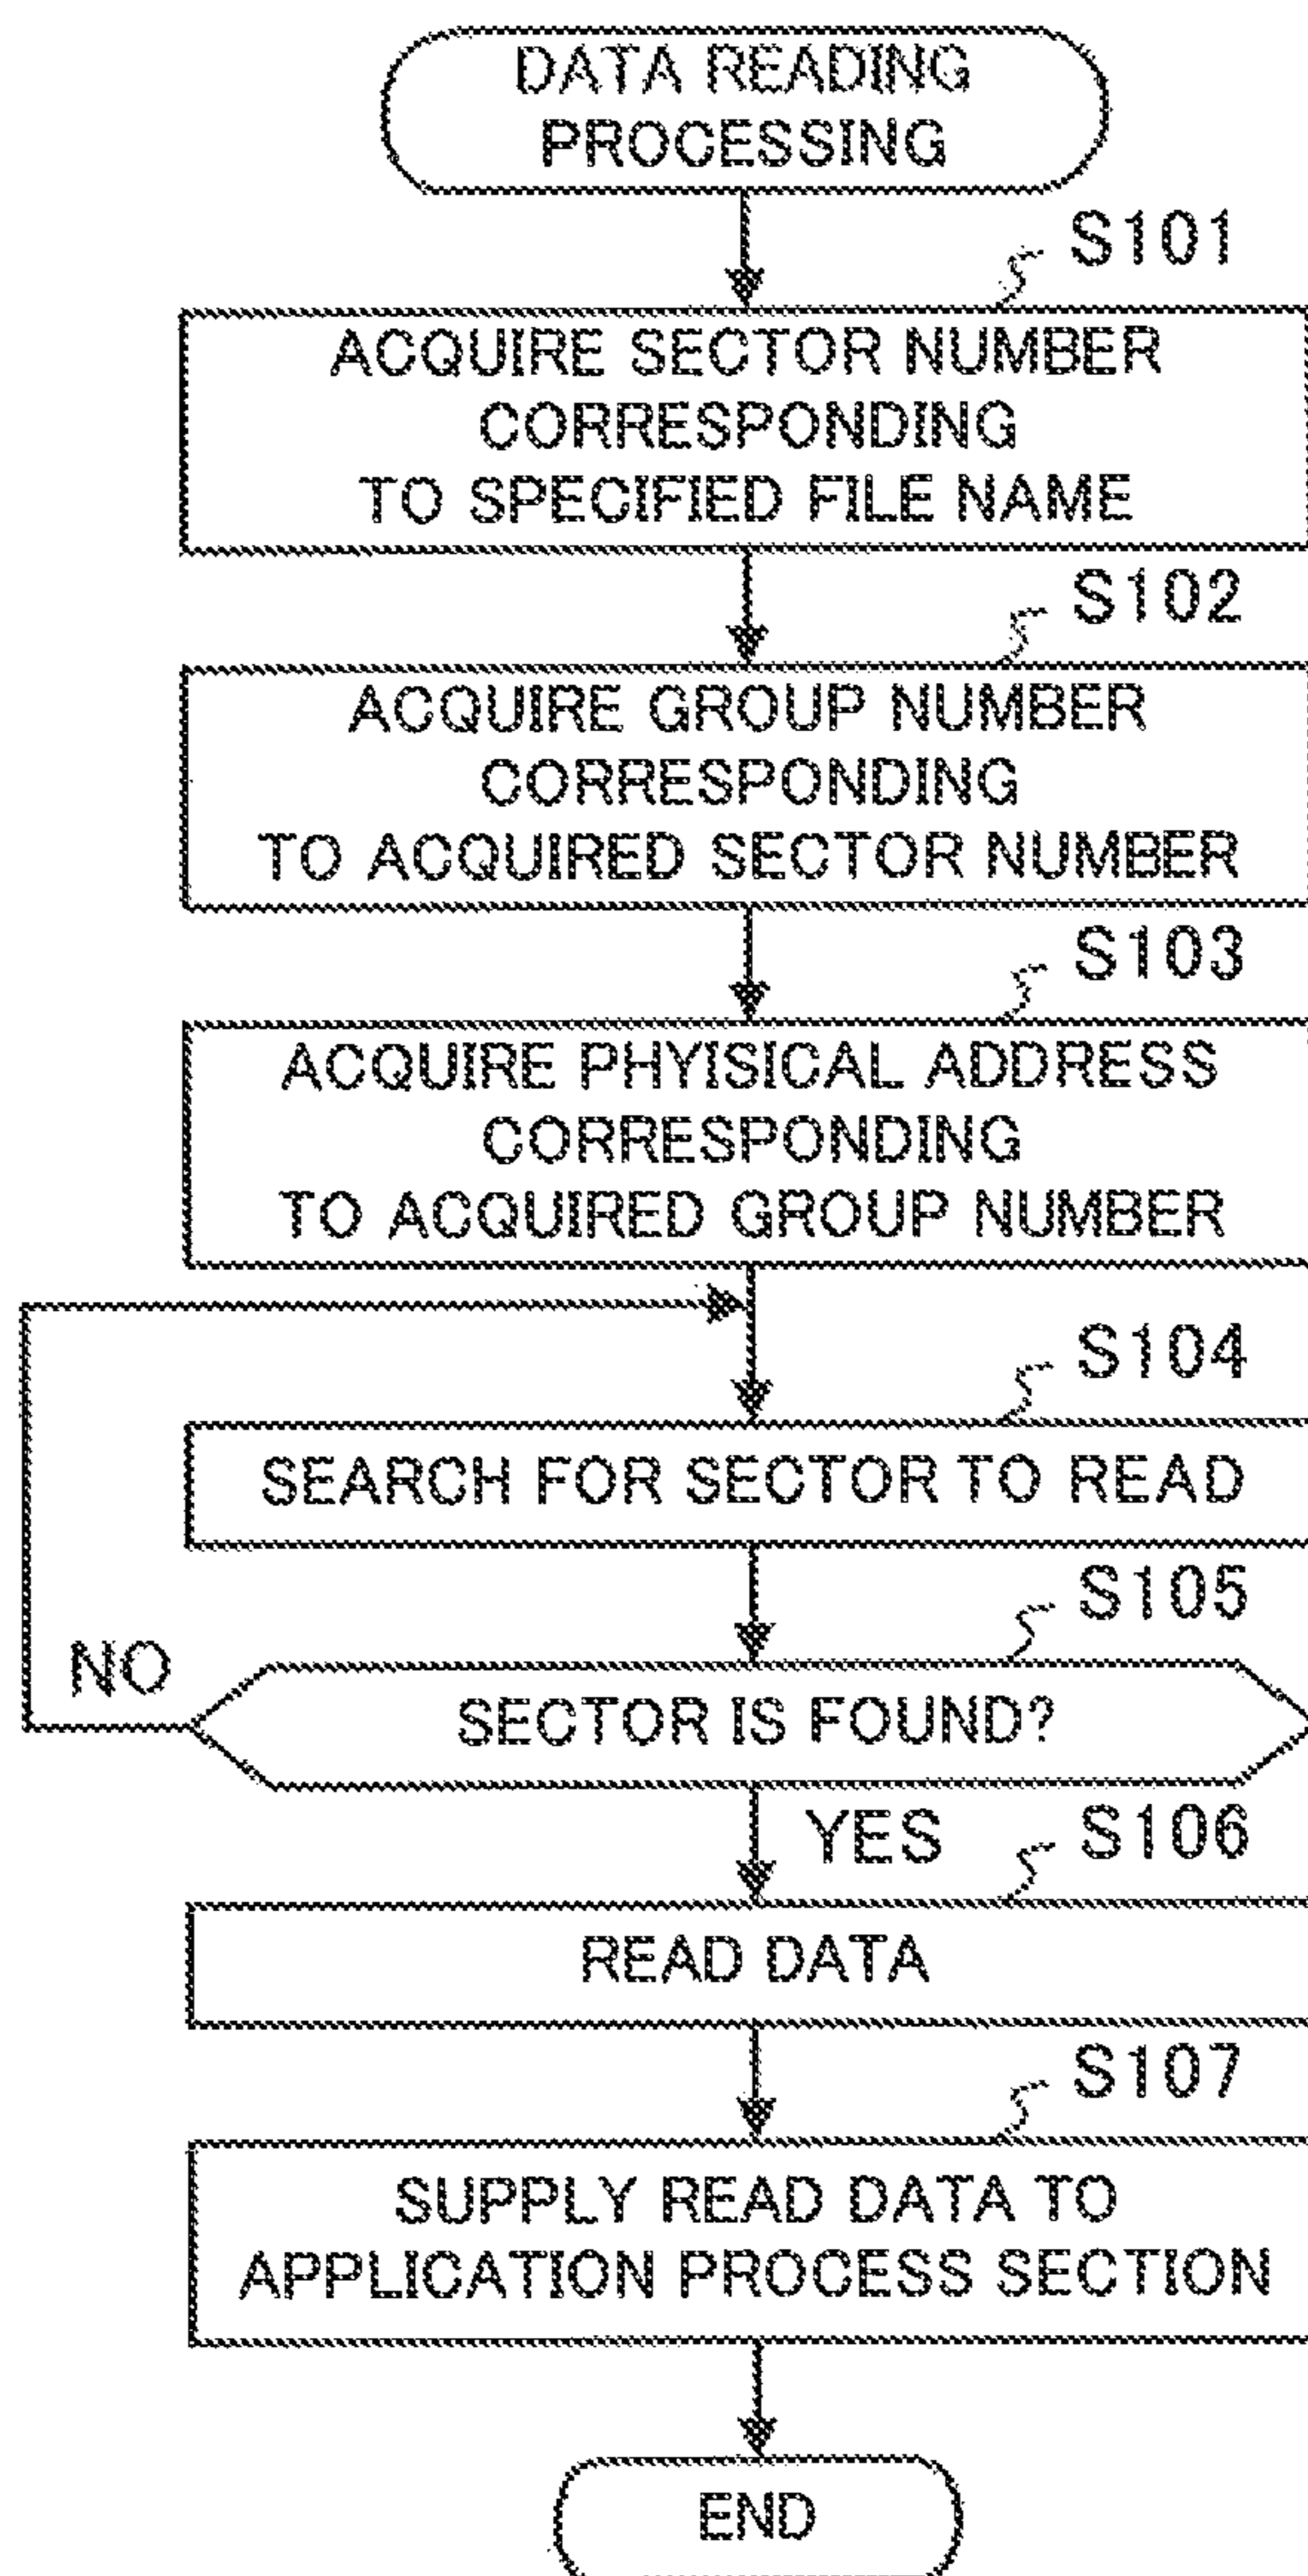 DATA READING
PROCESSING
S101
ACQUIRE SECTOR NUMBER
CORRESPONDING
TO SPECIFIED FILE NAME
S102
ACQUIRE GROUP NUMBER
CORRESPONDING
TO ACQUIRED SECTOR NUMBER
S103
ACQUIRE PHYISICAL ADDRESS
CORRESPONDING
TO ACQUIRED GROUP NUMBER
S104
SEARCH FOR SECTOR TO READ
S105
NO
SECTOR IS FOUND?
YES
S106
READ DATA
S107
SUPPLY READ DATA TO
APPLICATION PROCESS SECTION
END